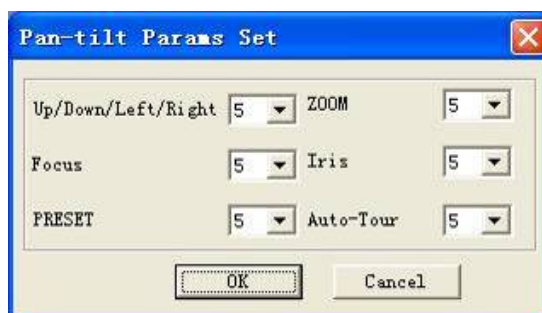 Pan-tilt Params Set
Up/Down/Left/Right 5 ZOOM 5
Focus 5 Iris 5
PRESET 5 Auto-Tour 5
OK Cancel